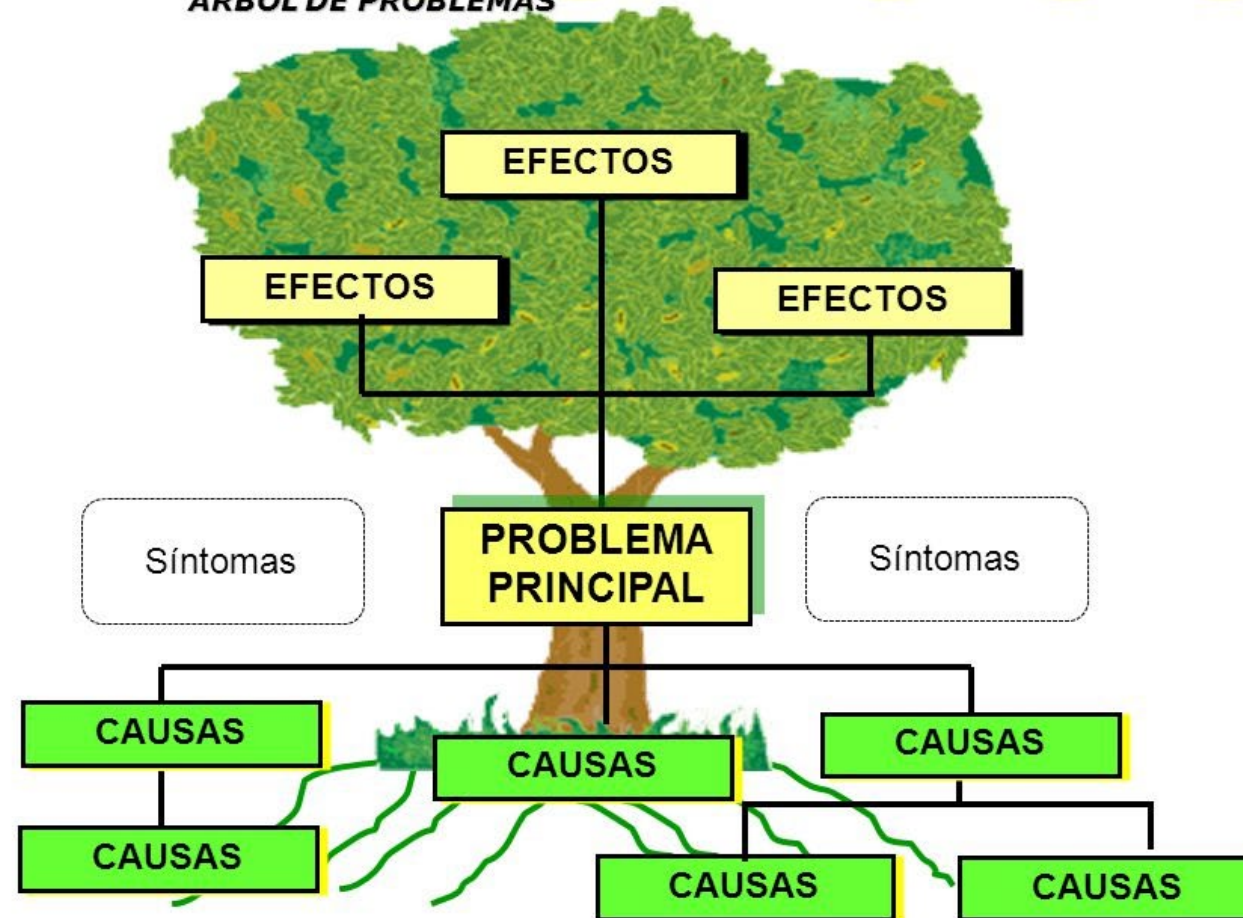 ÁRBOL DE PROBLEMAS
EFECTOS
EFECTOS
EFECTOS
Síntomas
PROBLEMA
PRINCIPAL
Síntomas
CAUSAS
CAUSAS
CAUSAS
CAUSAS
CAUSAS
CAUSAS